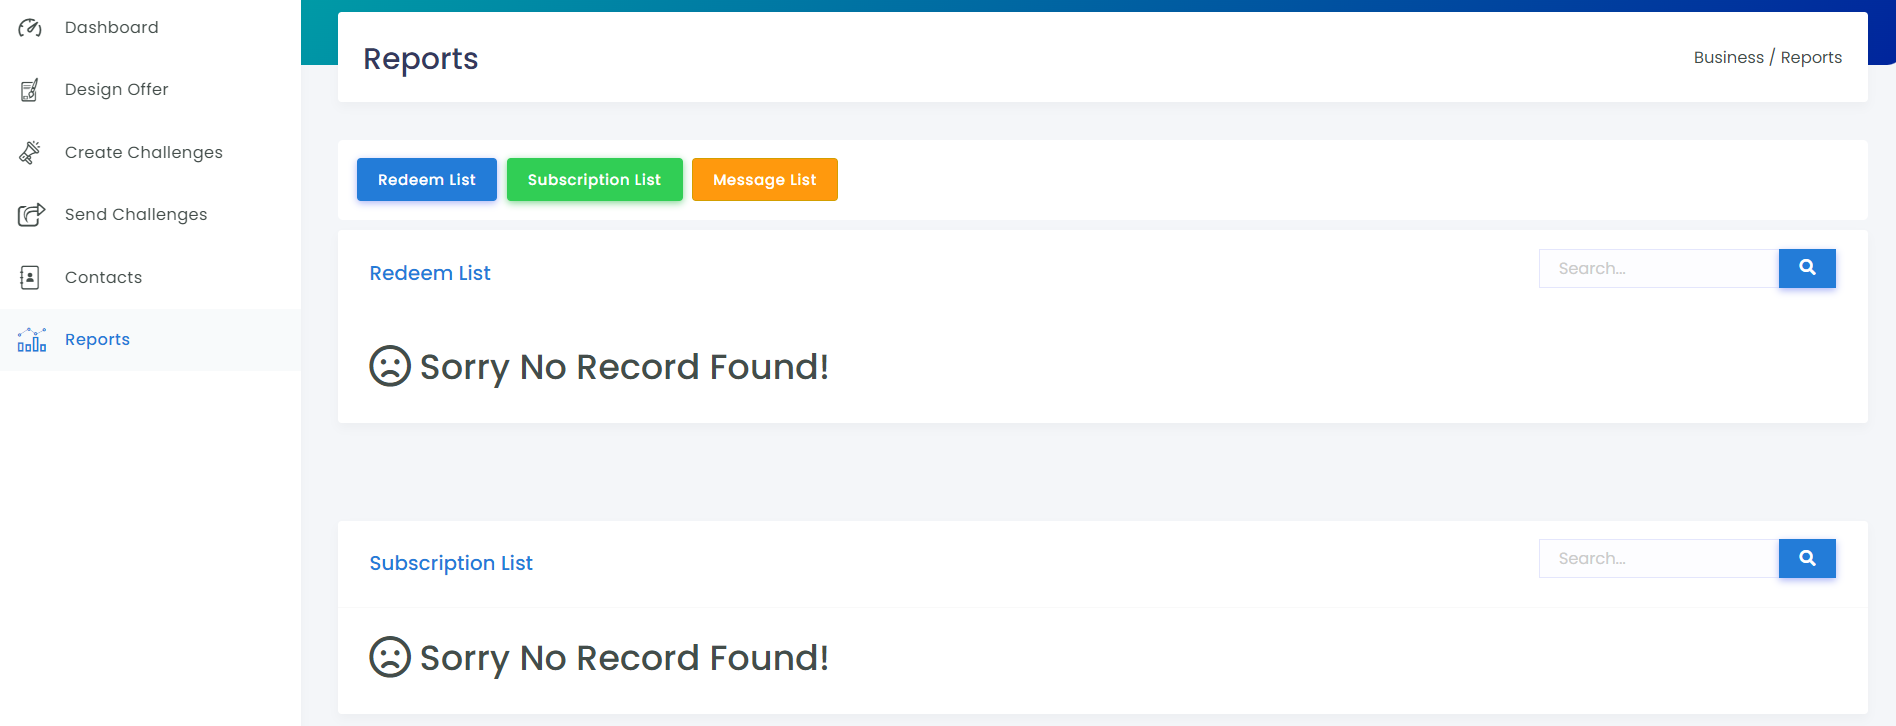 Dashboard
Design Offer
Create Challenges
Send Challenges
Contacts
Reports
Reports
Business / Reports
Redeem List
Subscription List
Message List
Redeem List
Search...
Sorry No Record Found!
Subscription List
Search...
Sorry No Record Found!